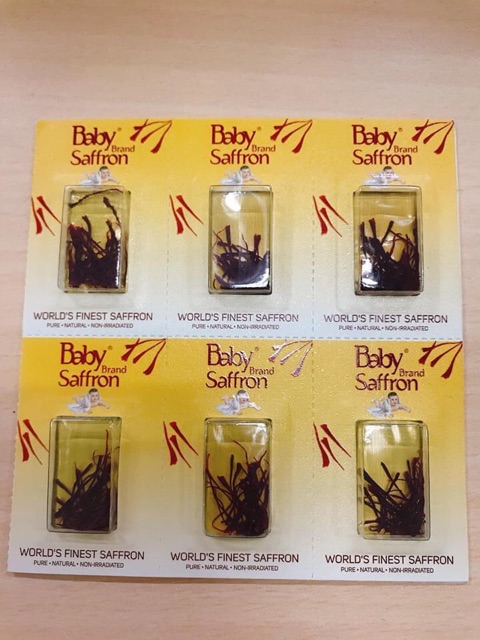 Baby®
Brand
Saffron
WORLD'S FINEST SAFFRON
PURE • NATURAL • NON-IRRADIATED
Baby®
Brand
Saffron
WORLD'S FINEST SAFFRON
PURE • NATURAL • NON-IRRADIATED
Baby®
Brand
Saffron
WORLD'S FINEST SAFFRON
PURE • NATURAL • NON-IRRADIATED
Baby®
Brand
Saffron
WORLD'S FINEST SAFFRON
PURE • NATURAL • NON-IRRADIATED
Baby®
Brand
Saffron
WORLD'S FINEST SAFFRON
PURE • NATURAL • NON-IRRADIATED
Baby®
Brand
Saffron
WORLD'S FINEST SAFFRON
PURE • NATURAL • NON-IRRADIATED